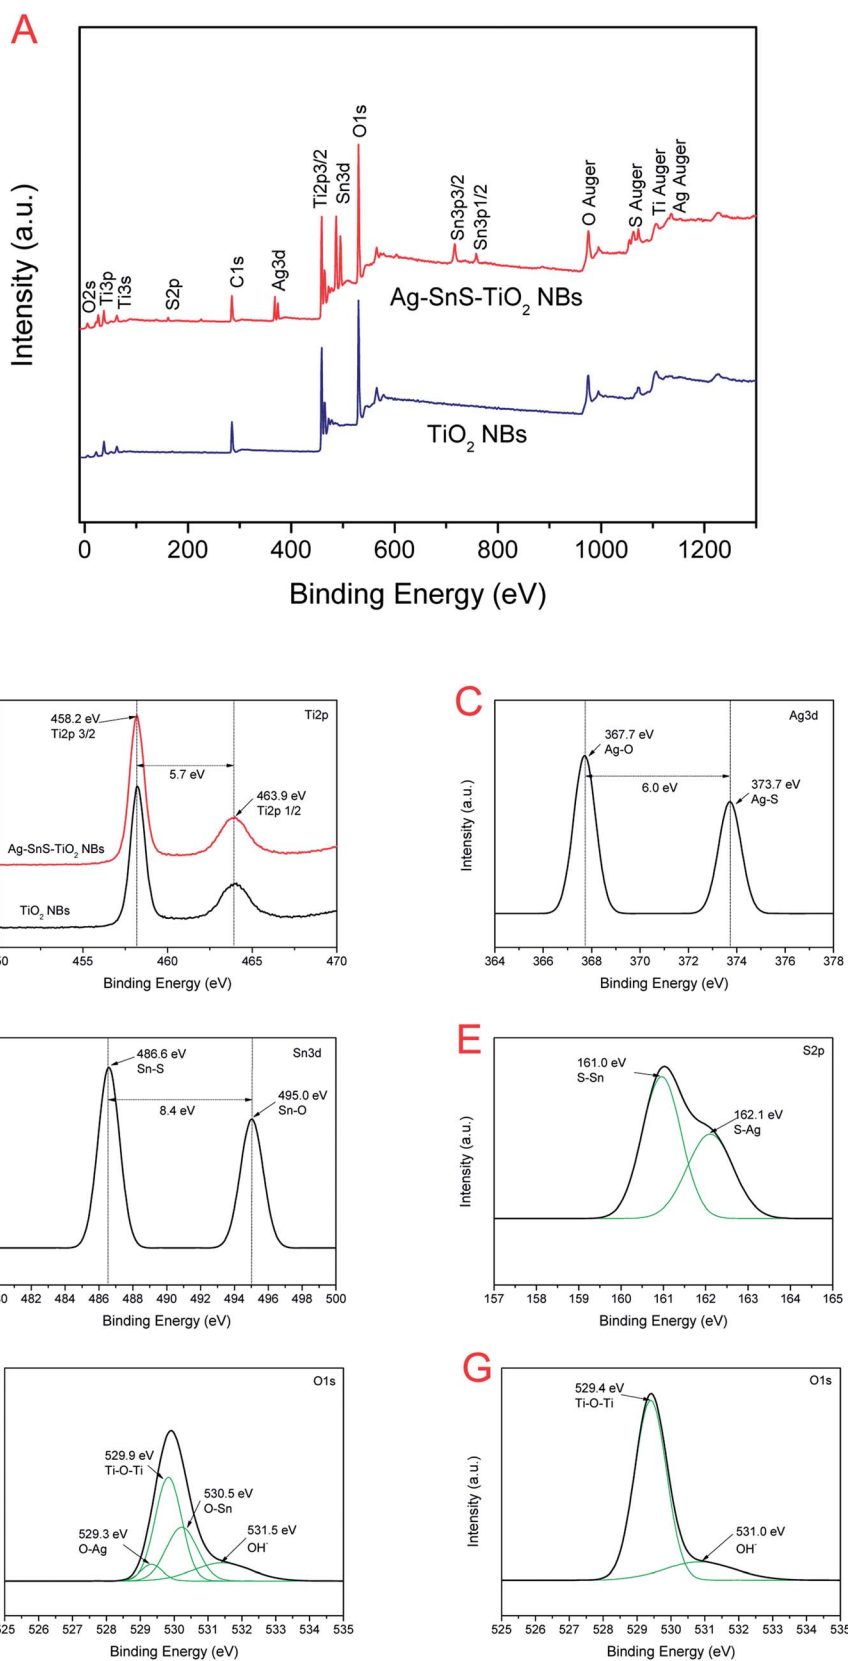 A
Intensity (a.u.)
O2s
Ti3p
Ti3s
S2p
C1s
Ag3d
Ti2p3/2
Sn3d
O1s
Sn3p3/2
Sn3p1/2
O Auger
S Auger
Ti Auger
Ag Auger
Ag-SnS-TiO2 NBs
TiO2 NBs
0 200 400 600 800 1000 1200
Binding Energy (eV)
Ti2p
458.2 eV
Ti2p 3/2
5.7 eV
463.9 eV
Ti2p 1/2
Ag-SnS-TiO2 NBs
TiO2 NBs
455 460 465 470
Binding Energy (eV)
C
Intensity (a.u.)
Ag3d
367.7 eV
Ag-O
6.0 eV
373.7 eV
Ag-S
364 366 368 370 372 374 376 378
Binding Energy (eV)
Sn3d
486.6 eV
Sn-S
8.4 eV
495.0 eV
Sn-O
482 484 486 488 490 492 494 496 498 500
Binding Energy (eV)
E
Intensity (a.u.)
S2p
161.0 eV
S-Sn
162.1 eV
S-Ag
157 158 159 160 161 162 163 164 165
Binding Energy (eV)
O1s
529.9 eV
Ti-O-Ti
530.5 eV
O-Sn
529.3 eV
O-Ag
531.5 eV
OH-
526 527 528 529 530 531 532 533 534 535
Binding Energy (eV)
G
Intensity (a.u.)
O1s
529.4 eV
Ti-O-Ti
531.0 eV
OH-
525 526 527 528 529 530 531 532 533 534 535
Binding Energy (eV)